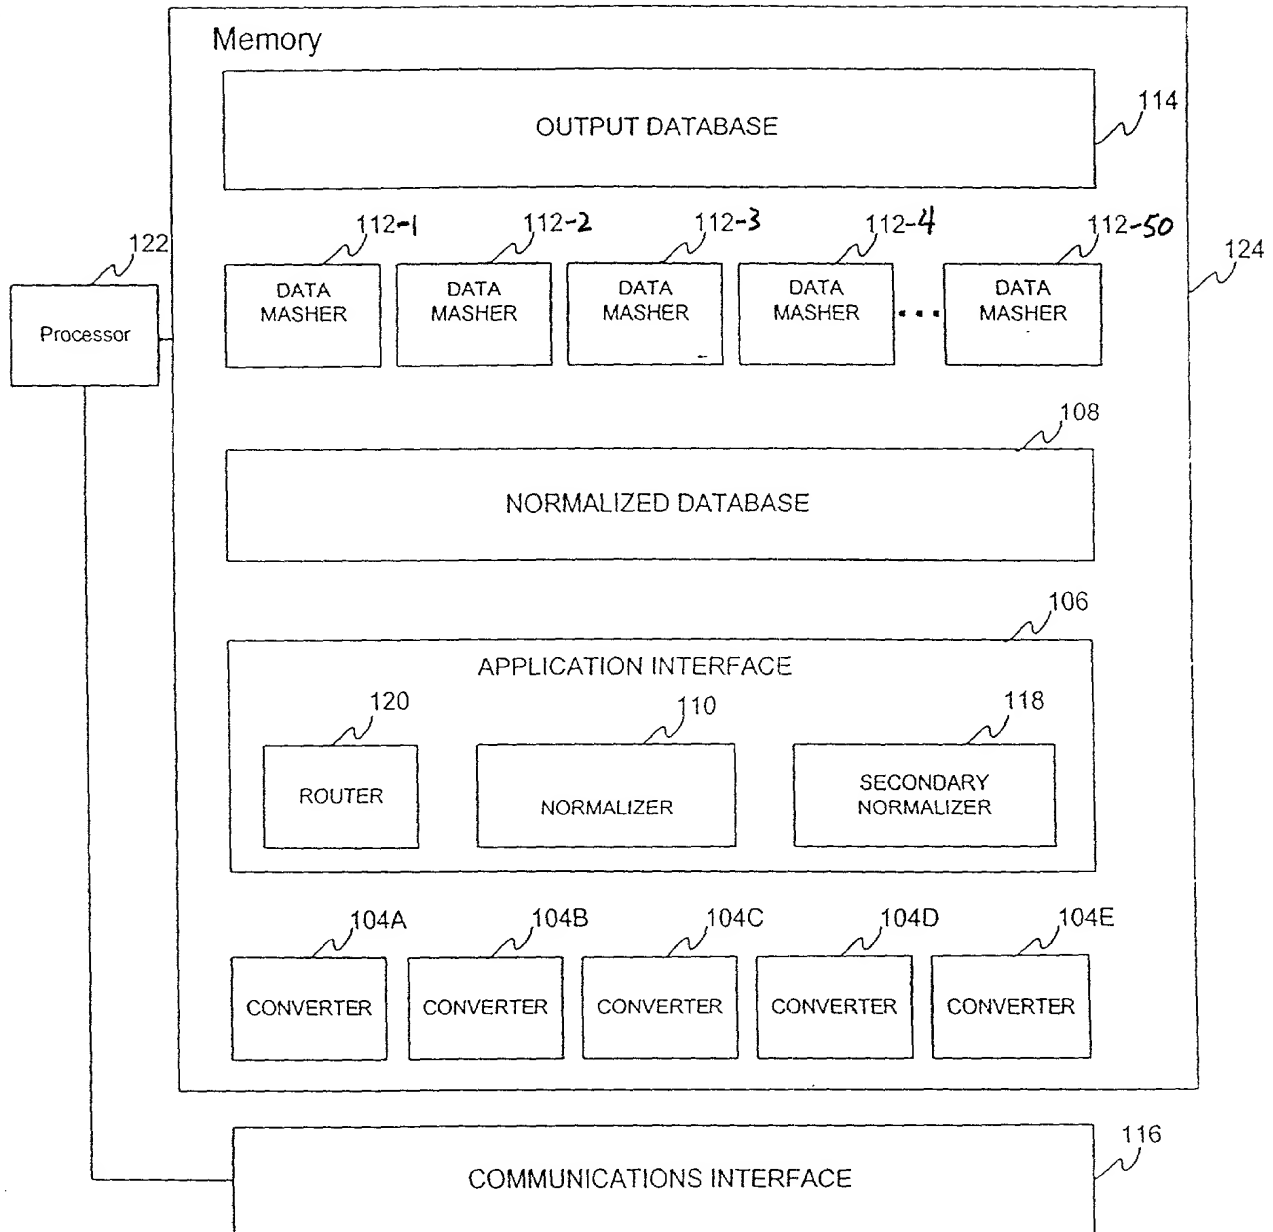 Memory
114
OUTPUT DATABASE
112-1 112-2 112-3 112-4 112-50
122
124
DATA MASHER
DATA MASHER
DATA MASHER
DATA MASHER
...
DATA MASHER
Processor
108
NORMALIZED DATABASE
106
APPLICATION INTERFACE
120 110 118
ROUTER
NORMALIZER
SECONDARY
NORMALIZER
104A 104B 104C 104D 104E
CONVERTER CONVERTER CONVERTER CONVERTER CONVERTER
116
COMMUNICATIONS INTERFACE